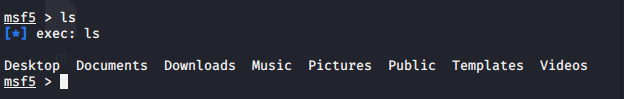 msf5 > ls
[*] exec: ls
Desktop Documents Downloads Music Pictures Public Templates Videos
msf5 >